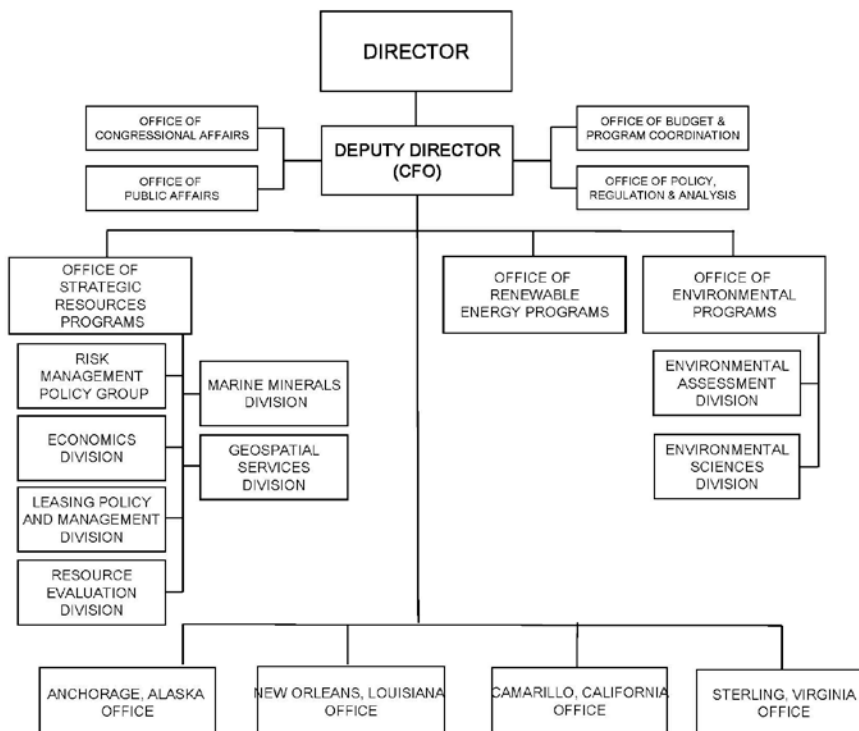 DIRECTOR
OFFICE OF
CONGRESSIONAL AFFAIRS
OFFICE OF BUDGET &
PROGRAM COORDINATION
DEPUTY DIRECTOR
(CFO)
OFFICE OF
PUBLIC AFFAIRS
OFFICE OF POLICY,
REGULATION & ANALYSIS
OFFICE OF
STRATEGIC
RESOURCES
PROGRAMS
OFFICE OF
RENEWABLE
ENERGY PROGRAMS
OFFICE OF
ENVIRONMENTAL
PROGRAMS
RISK
MANAGEMENT
POLICY GROUP
MARINE MINERALS
DIVISION
ENVIRONMENTAL
ASSESSMENT
DIVISION
ECONOMICS
DIVISION
GEOSPATIAL
SERVICES
DIVISION
ENVIRONMENTAL
SCIENCES
DIVISION
LEASING POLICY
AND MANAGEMENT
DIVISION
RESOURCE
EVALUATION
DIVISION
ANCHORAGE, ALASKA
OFFICE
NEW ORLEANS, LOUISIANA
OFFICE
CAMARILLO, CALIFORNIA
OFFICE
STERLING, VIRGINIA
OFFICE